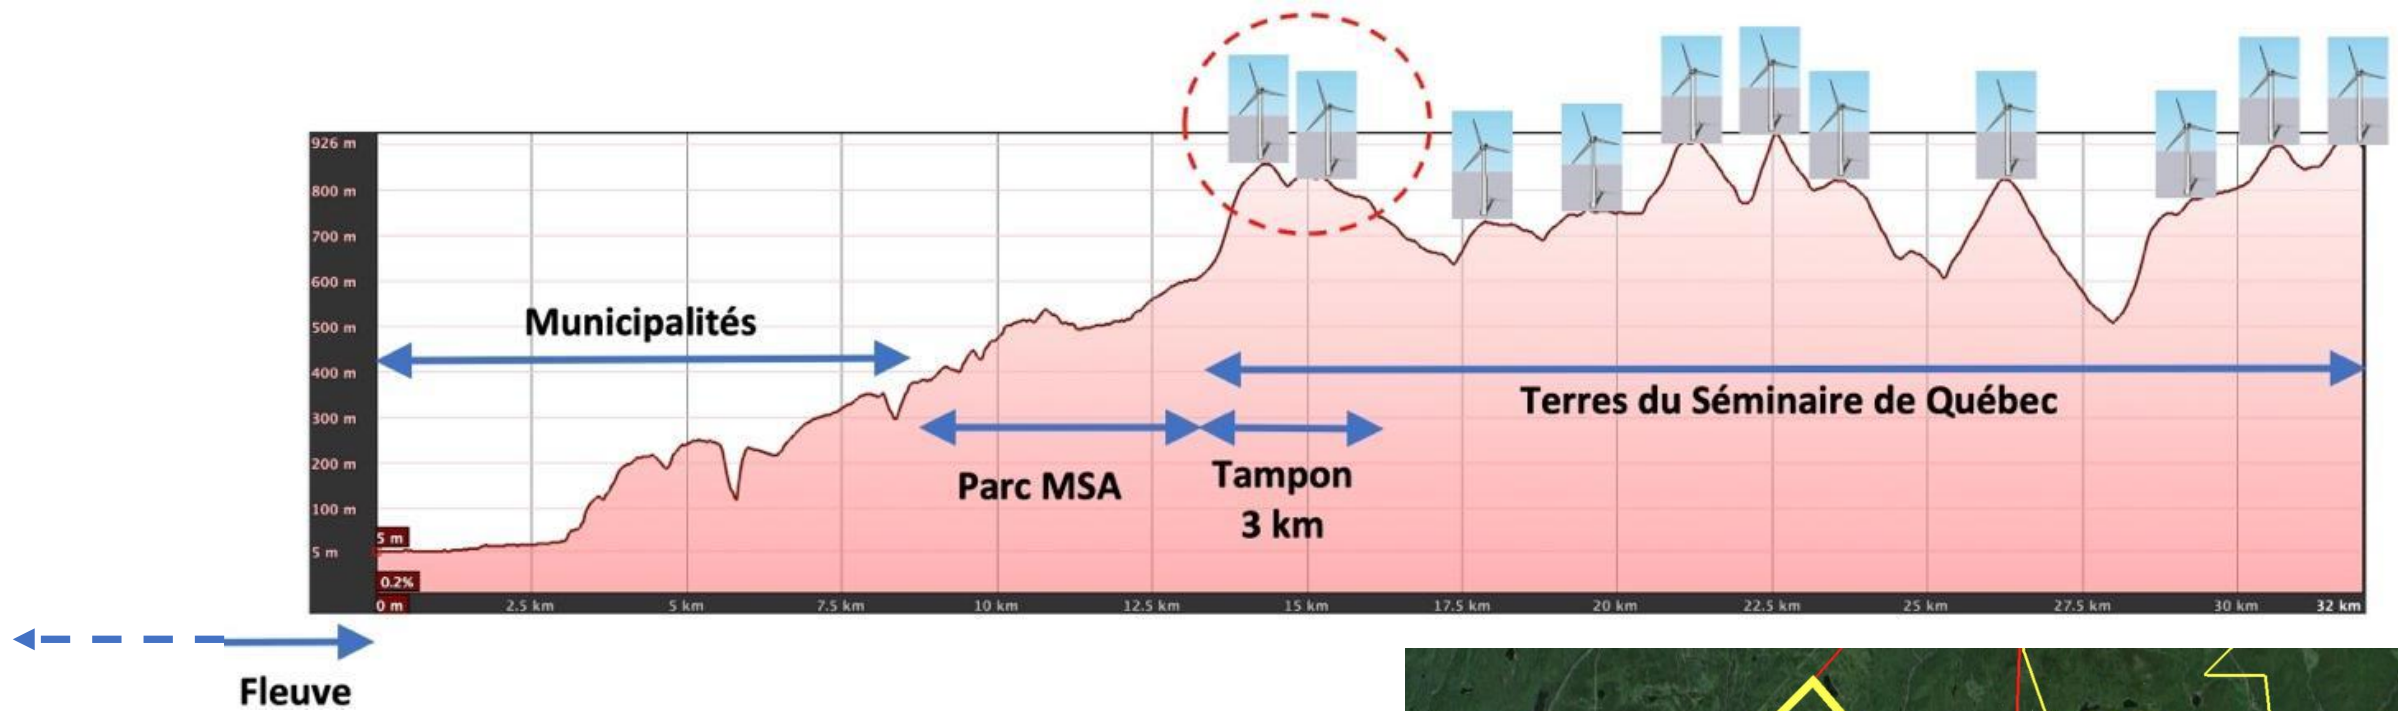 926 m
800 m
700 m
600 m
500 m
400 m
300 m
200 m
100 m
5 m
5 m
0.2%
0 m
2.5 km
5 km
7.5 km
10 km
12.5 km
15 km
17.5 km
20 km
22.5 km
25 km
27.5 km
30 km
32 km
Municipalités
Parc MSA
Tampon
3 km
Terres du Séminaire de Québec
Fleuve